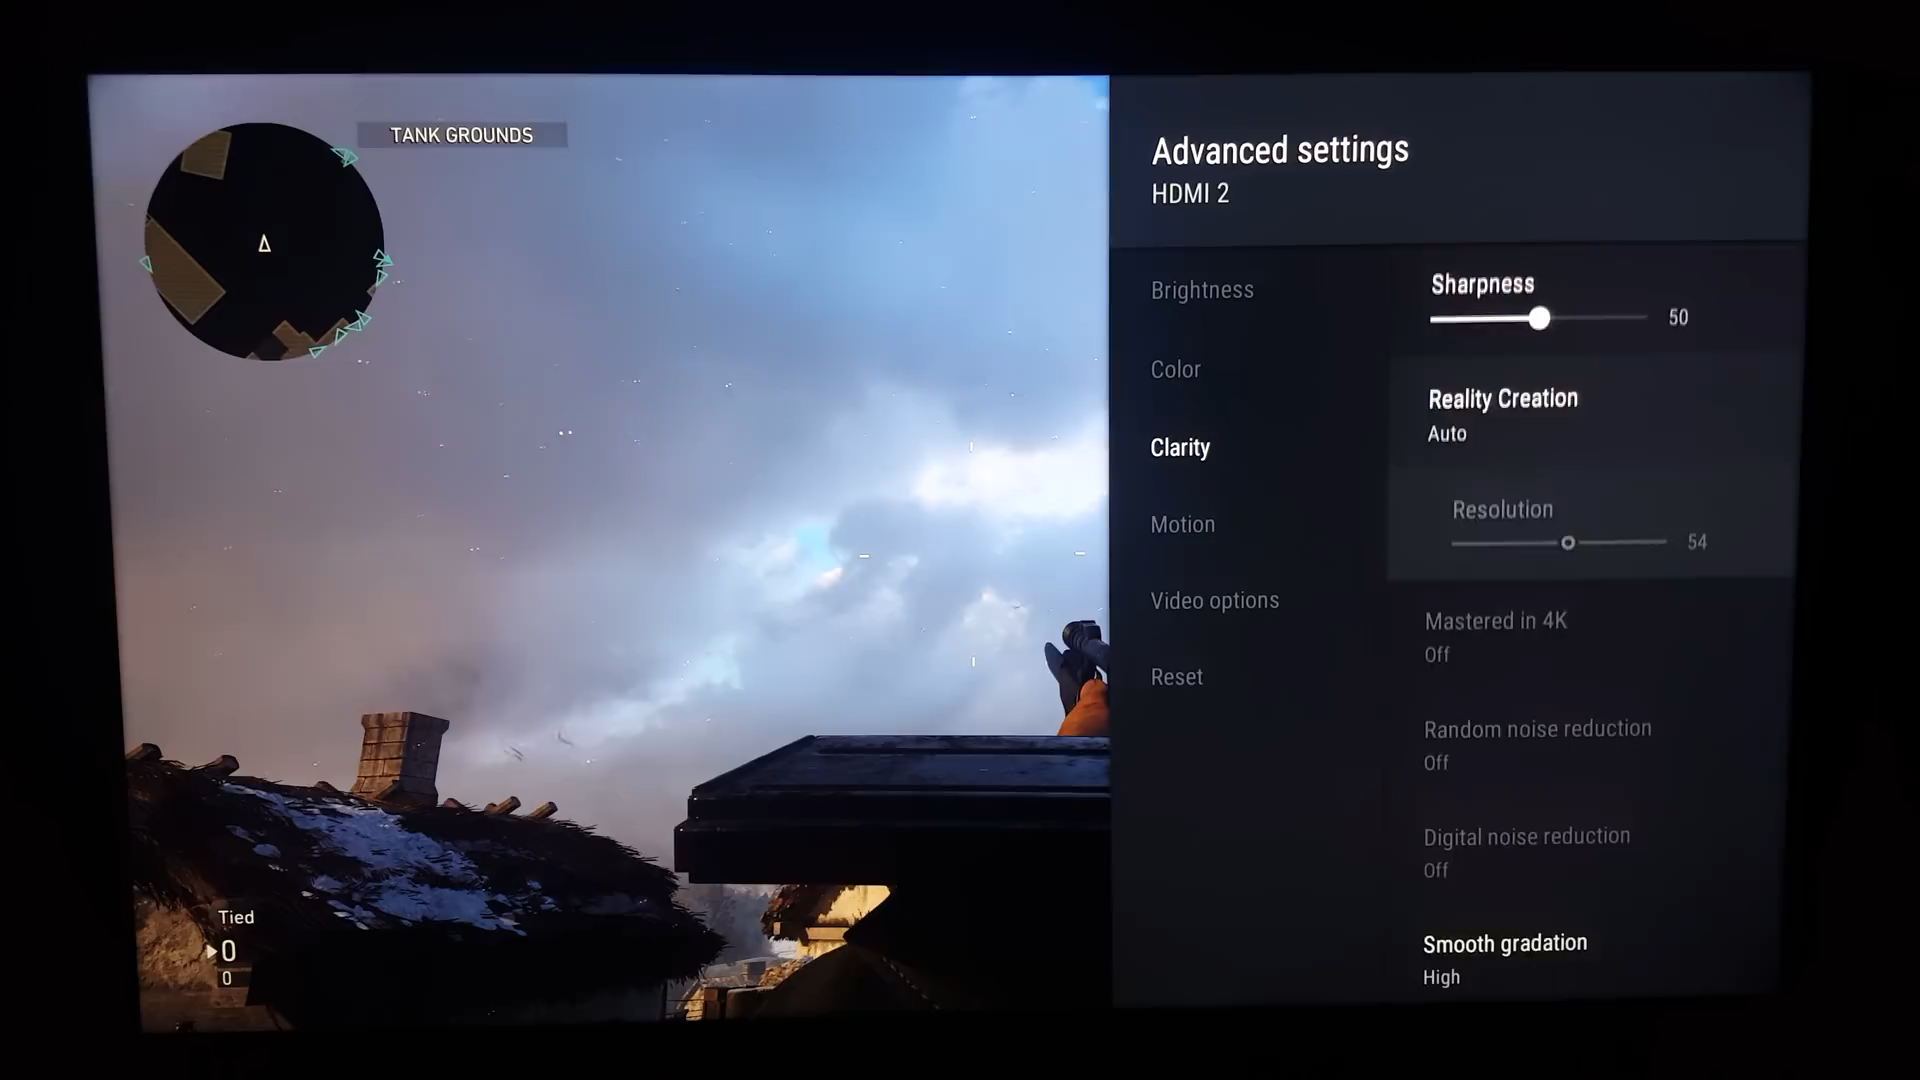 TANK GROUNDS
Tied
0
0
Advanced settings
HDMI 2
Brightness
Color
Clarity
Motion
Video options
Reset
Sharpness
50
Reality Creation
Auto
Resolution
54
Mastered in 4K
Off
Random noise reduction
Off
Digital noise reduction
Off
Smooth gradation
High